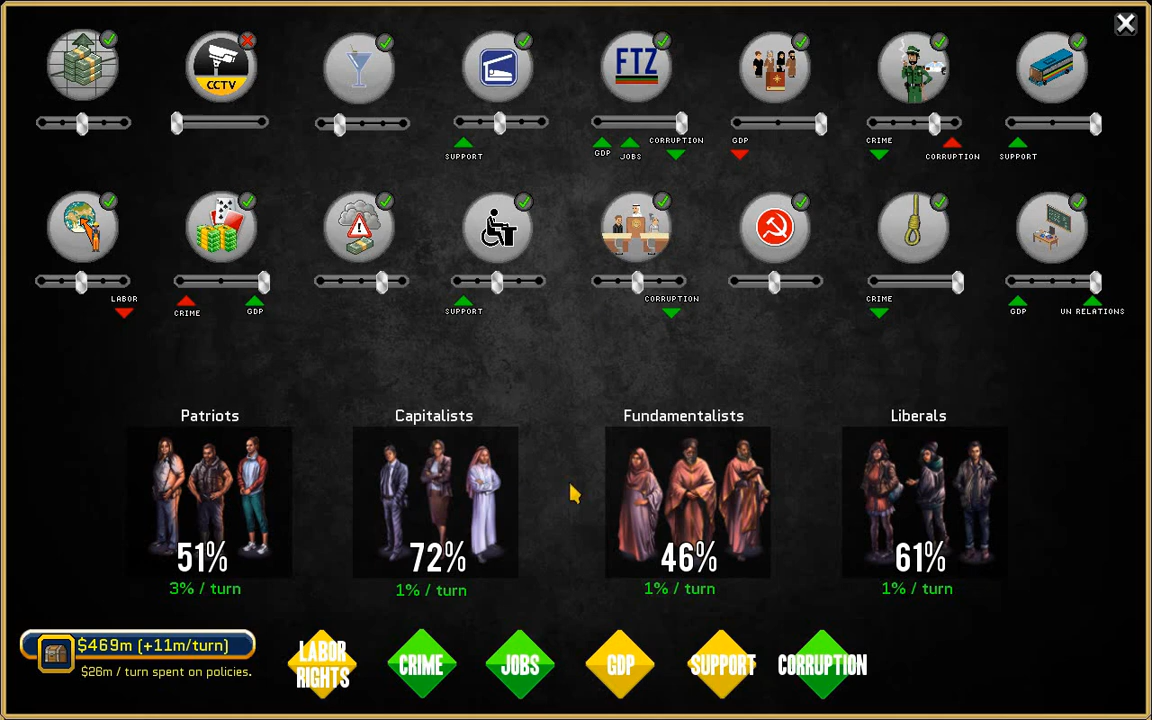 CCTV
FTZ
SUPPORT
GDP
JOBS
CORRUPTION
GDP
CRIME
CORRUPTION
SUPPORT
LABOR
CRIME
GDP
SUPPORT
CORRUPTION
CRIME
GDP
UN RELATIONS
Patriots
Capitalists
Fundamentalists
Liberals
51%
72%
46%
61%
3% / turn
1% / turn
1% / turn
1% / turn
$469m (+11m/turn)
$26m / turn spent on policies.
LABOR
RIGHTS
CRIME
JOBS
GDP
SUPPORT
CORRUPTION